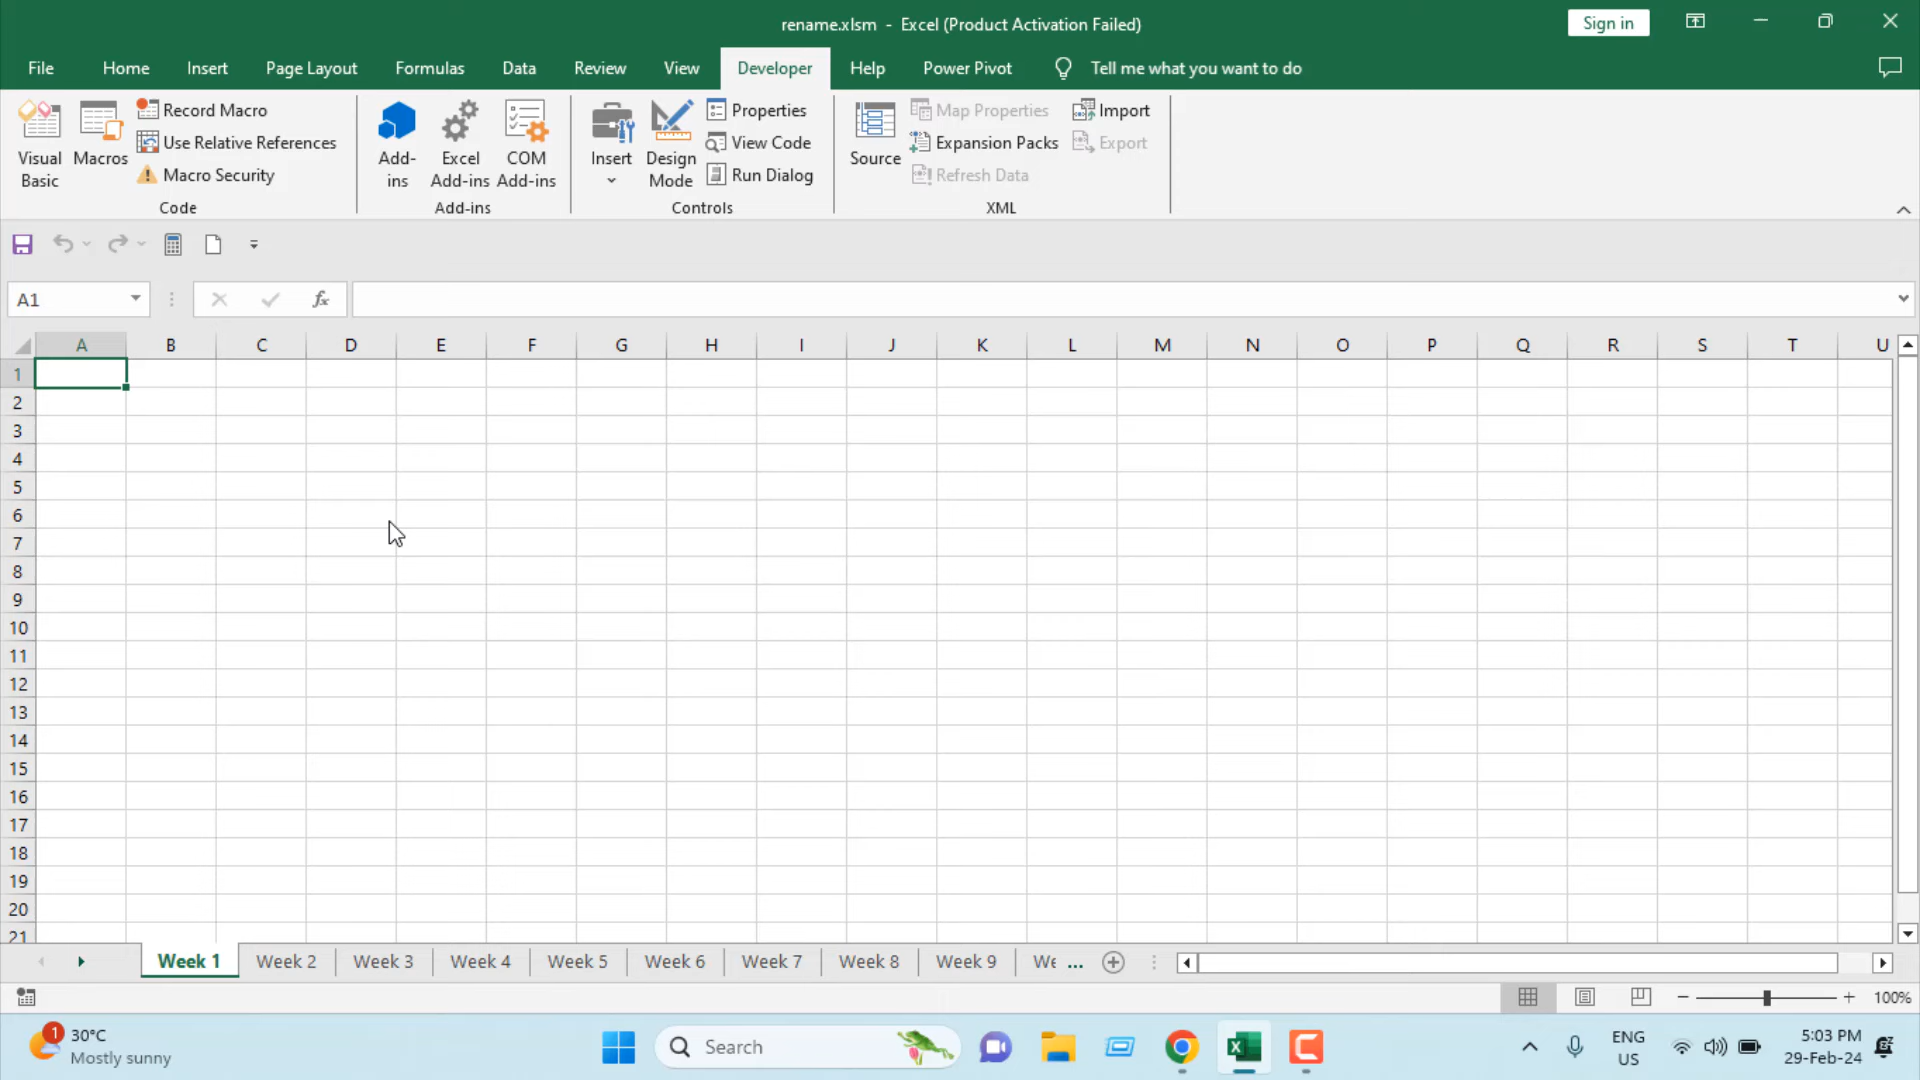 rename.xlsm - Excel (Product Activation Failed)
Sign in
File Home Insert Page Layout Formulas Data Review View Developer Help Power Pivot Tell me what you want to do
Visual Basic
Macros
Record Macro
Use Relative References
Macro Security
Code
Add-ins
Excel Add-ins
COM Add-ins
Add-ins
Insert
Design Mode
Properties
View Code
Run Dialog
Controls
Source
Map Properties
Expansion Packs
Refresh Data
Import
Export
XML
A1
fx
A B C D E F G H I J K L M N O P Q R S T U
1
2
3
4
5
6
7
8
9
10
11
12
13
14
15
16
17
18
19
20
21
Week 1 Week 2 Week 3 Week 4 Week 5 Week 6 Week 7 Week 8 Week 9 We ...
100%
1
30°C
Mostly sunny
Search
ENG
US
5:03 PM
29-Feb-24